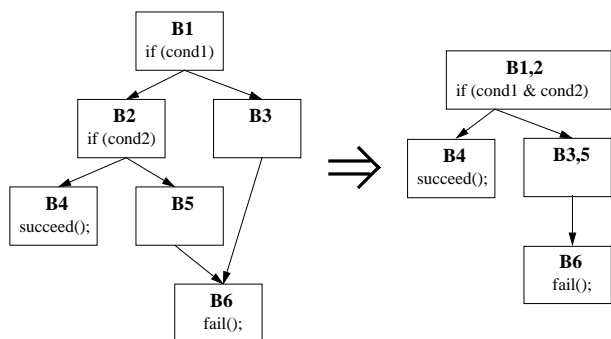 B1
if (cond1)
B2
if (cond2)
B3
B4
succeed();
B5
B6
fail();
B1,2
if (cond1 & cond2)
B4
succeed();
B3,5
B6
fail();